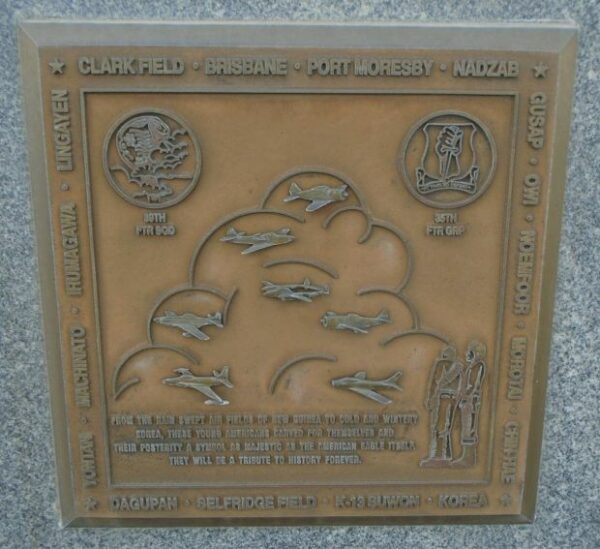 ★ CLARK FIELD · BRISBANE · PORT MORESBY · NADZAB ★
GUSAP · OWI · NOEMFOOR · MOROTAI · CHITOSE
YONTAN · MACHINATO · IRUMAGAWA · LINGAYEN
39TH
FTR SQD
35TH
FTR GRP
FROM THE RAIN SWEPT AIR FIELDS OF NEW GUINEA TO COLD AND WINTERY
KOREA, THESE YOUNG AMERICANS CARVED FOR THEMSELVES AND
THEIR POSTERITY A SYMBOL AS MAJESTIC AS THE AMERICAN EAGLE ITSELF.
THEY WILL BE A TRIBUTE TO HISTORY FOREVER.
★ DAGUPAN · SELFRIDGE FIELD · K-13 SUWON · KOREA ★